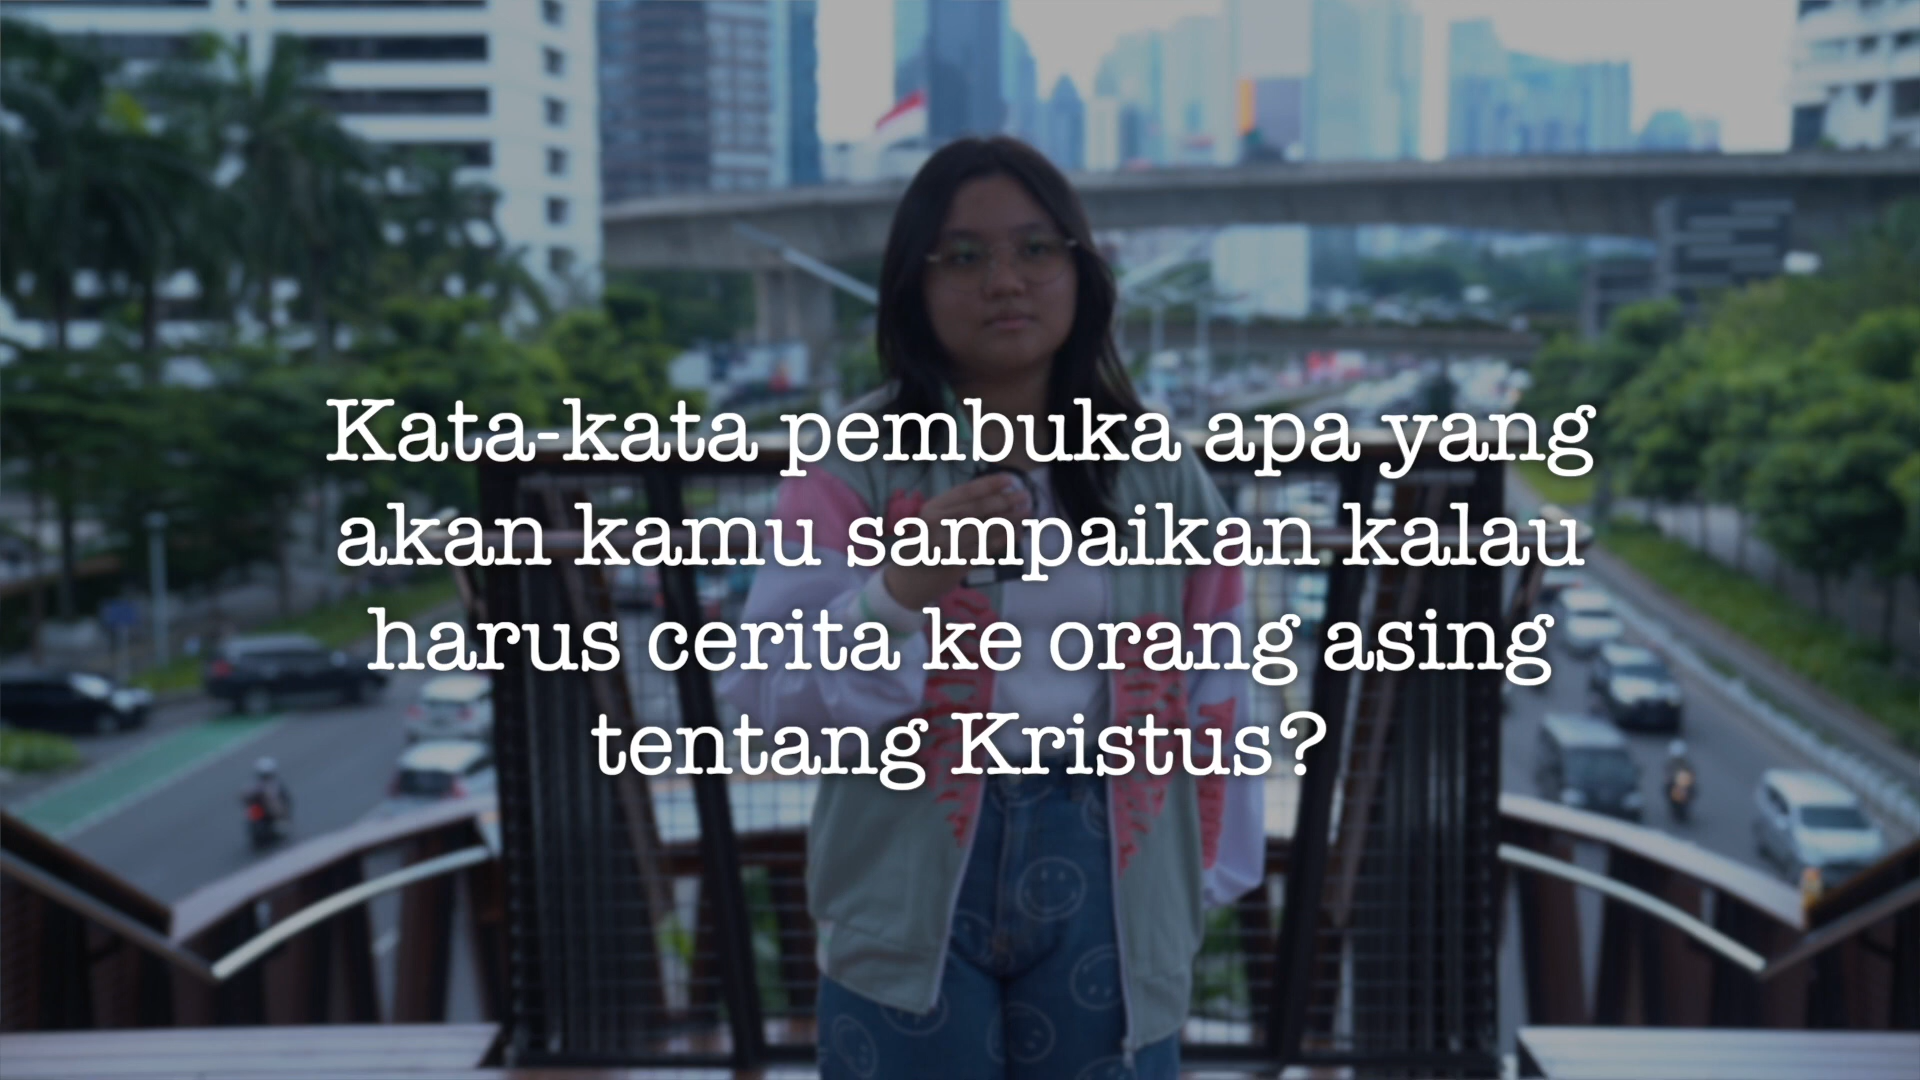 Kata-kata pembuka apa yang
akan kamu sampaikan kalau
harus cerita ke orang asing
tentang Kristus?